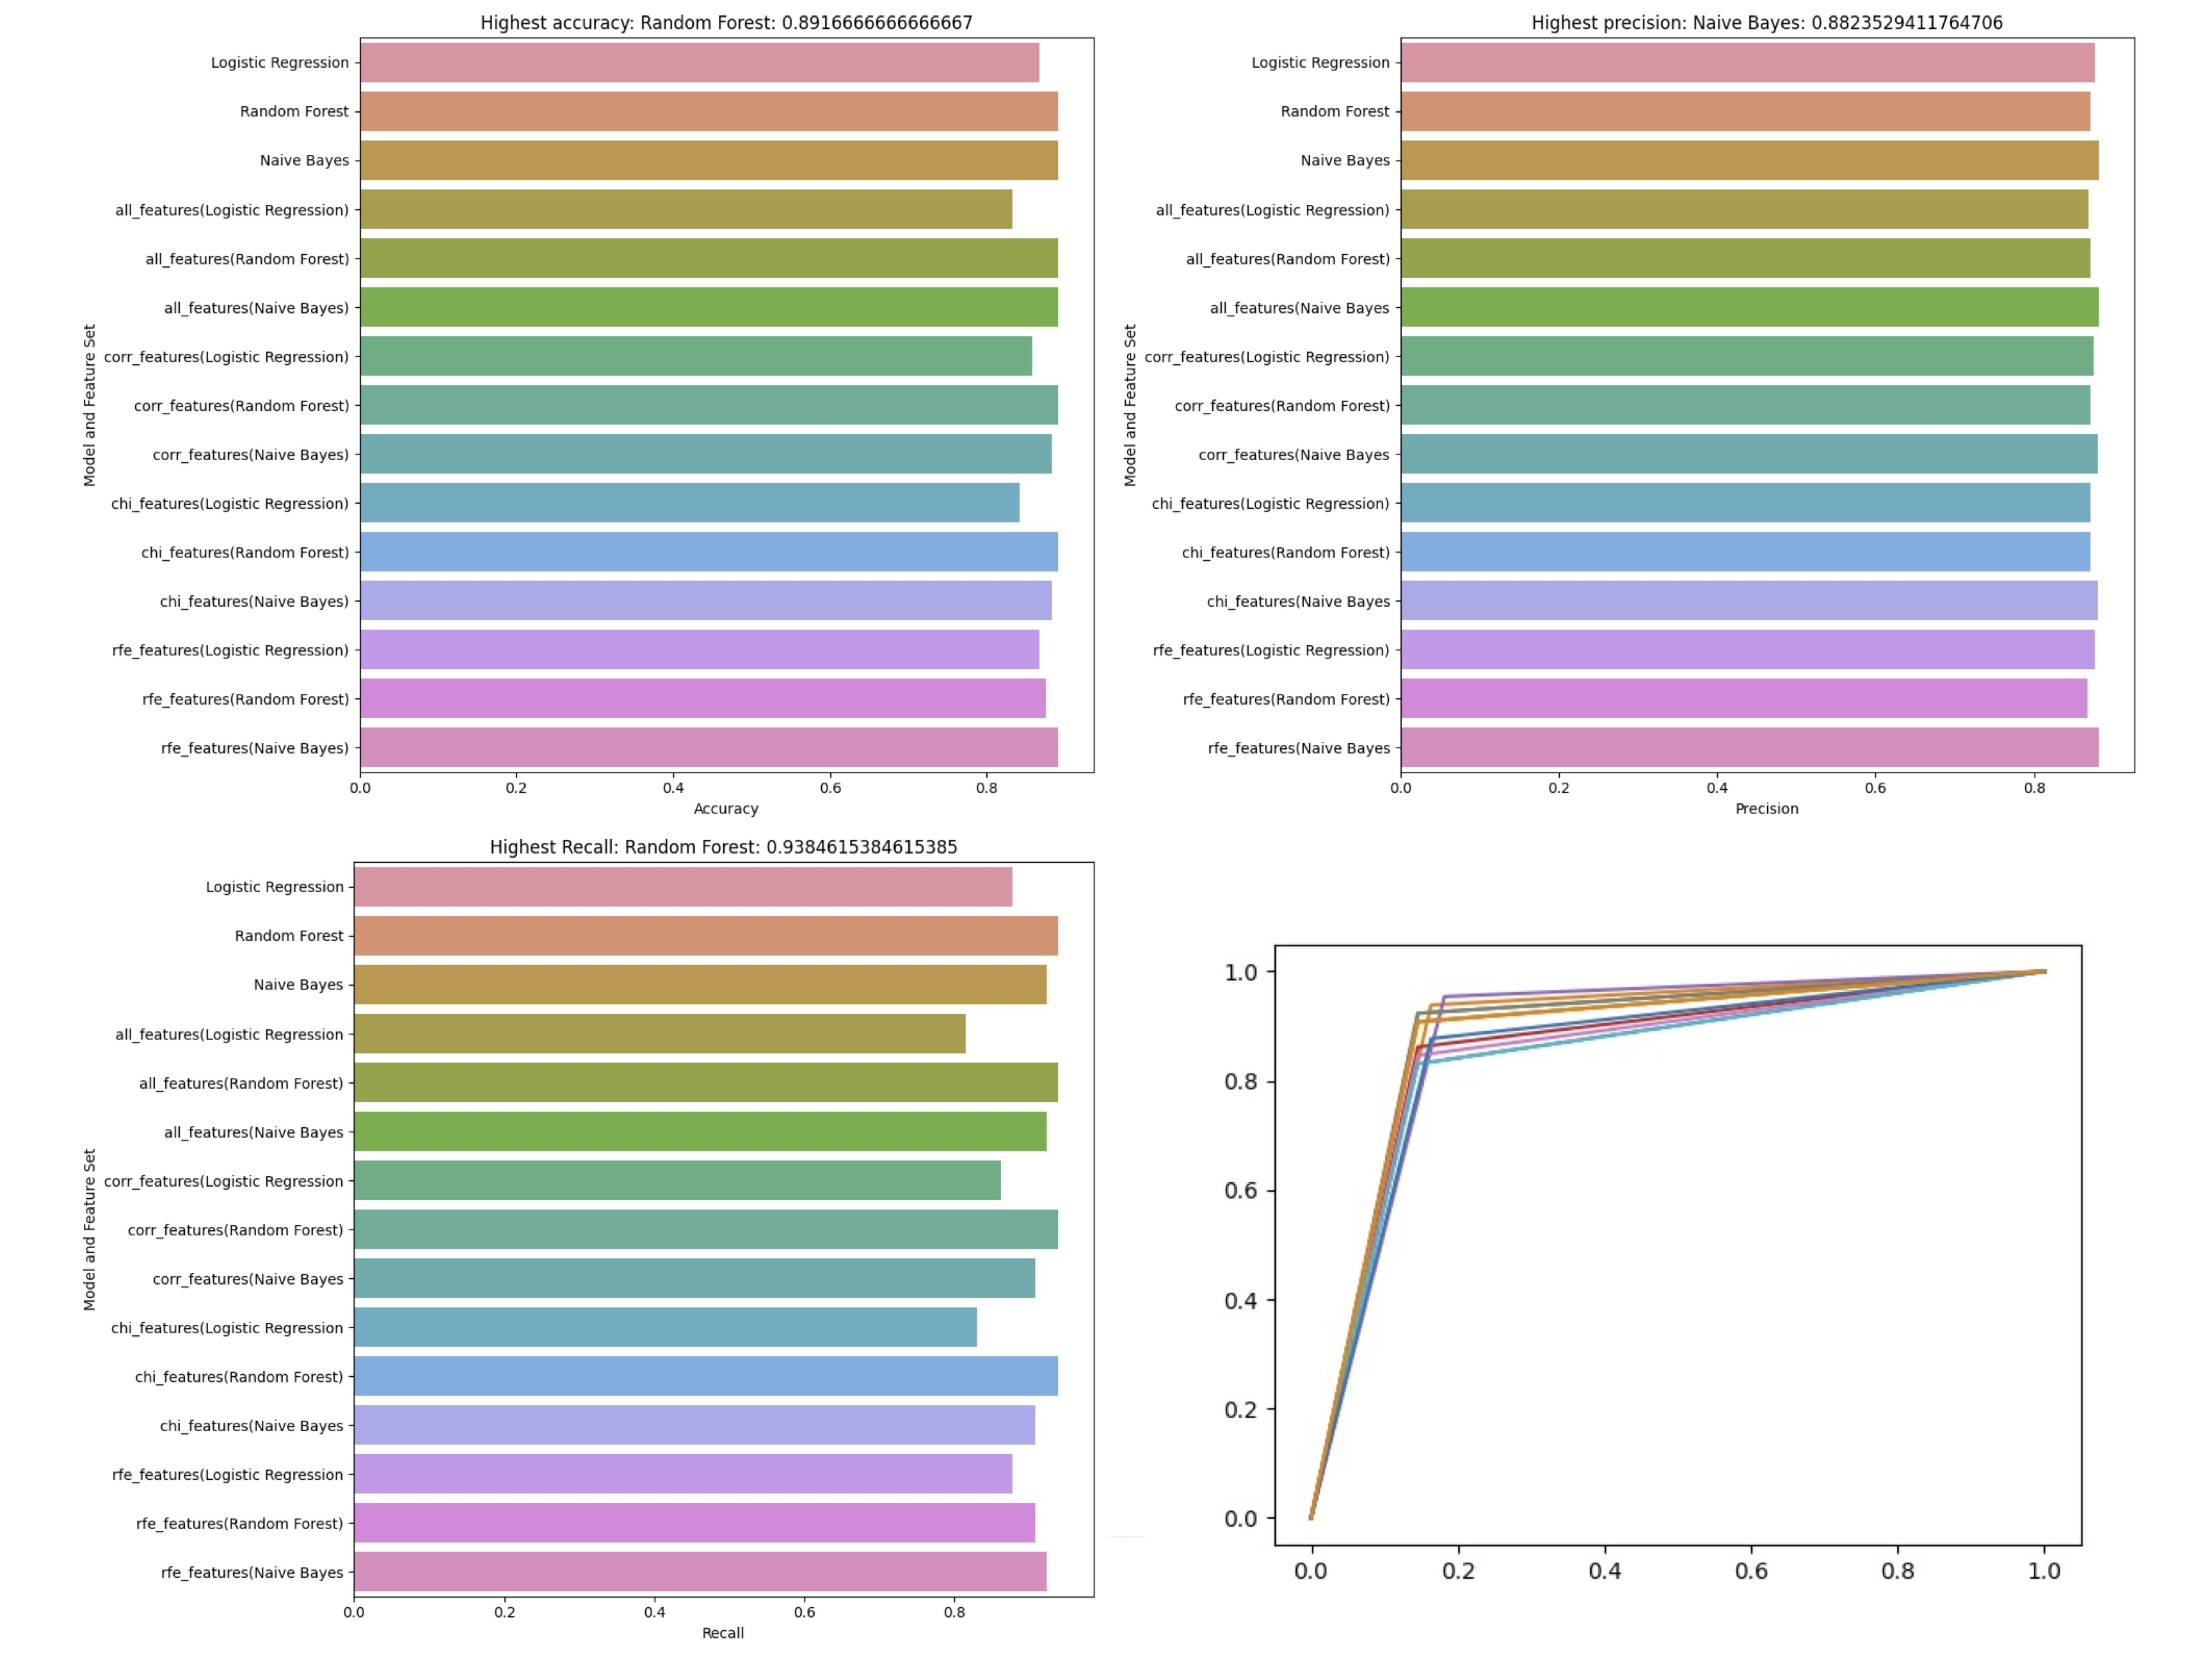 Highest accuracy: Random Forest: 0.8916666666666667
Logistic Regression
Random Forest
Naive Bayes
all_features(Logistic Regression)
all_features(Random Forest)
all_features(Naive Bayes)
corr_features(Logistic Regression)
corr_features(Random Forest)
corr_features(Naive Bayes)
chi_features(Logistic Regression)
chi_features(Random Forest)
chi_features(Naive Bayes)
rfe_features(Logistic Regression)
rfe_features(Random Forest)
rfe_features(Naive Bayes)
Model and Feature Set
0.0 0.2 0.4 0.6 0.8
Accuracy
Highest precision: Naive Bayes: 0.8823529411764706
Logistic Regression
Random Forest
Naive Bayes
all_features(Logistic Regression)
all_features(Random Forest)
all_features(Naive Bayes
corr_features(Logistic Regression)
corr_features(Random Forest)
corr_features(Naive Bayes
chi_features(Logistic Regression)
chi_features(Random Forest)
chi_features(Naive Bayes
rfe_features(Logistic Regression)
rfe_features(Random Forest)
rfe_features(Naive Bayes
Model and Feature Set
0.0 0.2 0.4 0.6 0.8
Precision
Highest Recall: Random Forest: 0.9384615384615385
Logistic Regression
Random Forest
Naive Bayes
all_features(Logistic Regression
all_features(Random Forest)
all_features(Naive Bayes
corr_features(Logistic Regression
corr_features(Random Forest)
corr_features(Naive Bayes
chi_features(Logistic Regression
chi_features(Random Forest)
chi_features(Naive Bayes
rfe_features(Logistic Regression
rfe_features(Random Forest)
rfe_features(Naive Bayes
Model and Feature Set
0.0 0.2 0.4 0.6 0.8
Recall
1.0
0.8
0.6
0.4
0.2
0.0
0.0 0.2 0.4 0.6 0.8 1.0